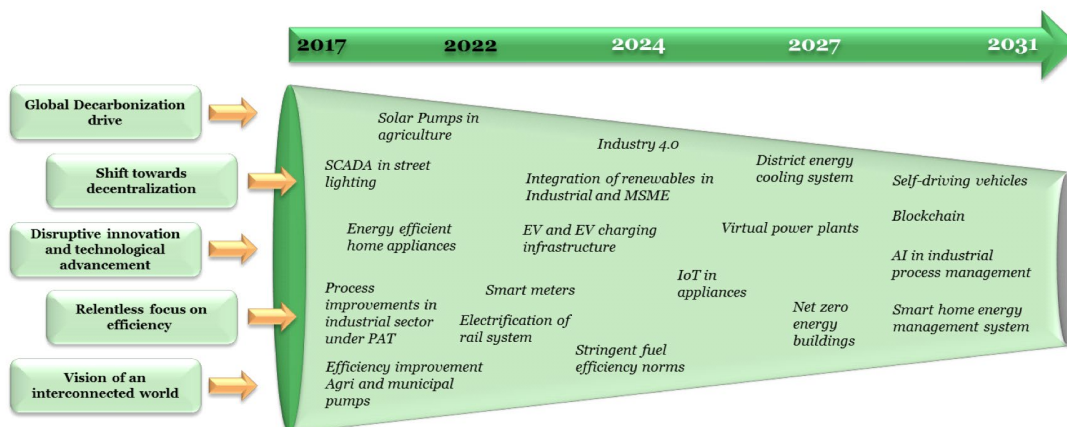 2017
2022
2024
2027
2031
Global Decarbonization
drive
Shift towards
decentralization
Disruptive innovation
and technological
advancement
Relentless focus on
efficiency
Vision of an
interconnected world
Solar Pumps in
agriculture
SCADA in street
lighting
Energy efficient
home appliances
Process
improvements in
industrial sector
under PAT
Efficiency improvement
Agri and municipal
pumps
Smart meters
Electrification of
rail system
Industry 4.0
Integration of renewables in
Industrial and MSME
EV and EV charging
infrastructure
IoT in
appliances
Stringent fuel
efficiency norms
District energy
cooling system
Virtual power plants
Net zero
energy
buildings
Self-driving vehicles
Blockchain
AI in industrial
process management
Smart home energy
management system